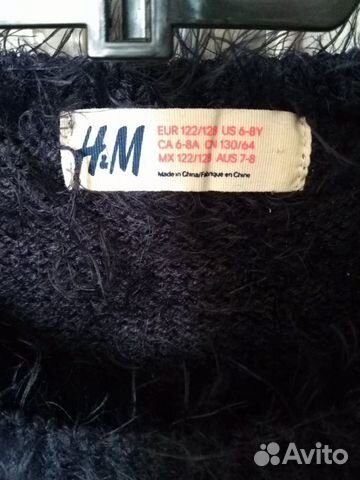 H&M
EUR 122/128 US 6-8Y
CA 6-8A CN 130/64
MX 122/128 AUS 7-8
Made in China/Fabriqué en Chine
Avito